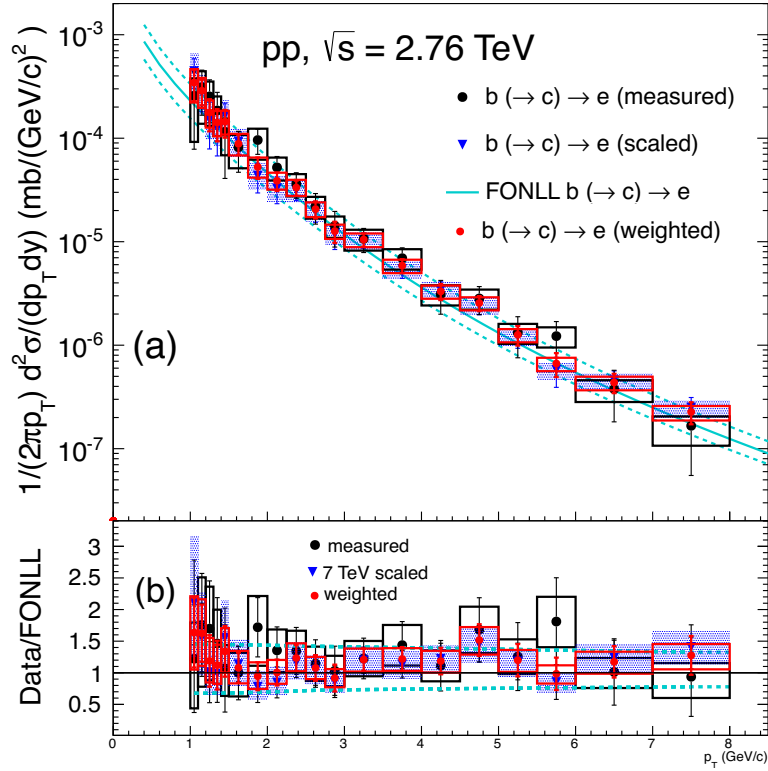 pp, √s = 2.76 TeV
b (→ c) → e (measured)
b (→ c) → e (scaled)
FONLL b (→ c) → e
b (→ c) → e (weighted)
1/(2πp_T) d²σ/(dp_T dy) (mb/(GeV/c)²)
10⁻³
10⁻⁴
10⁻⁵
10⁻⁶
10⁻⁷
(a)
Data/FONLL
3
2.5
2
1.5
1
0.5
(b)
measured
7 TeV scaled
weighted
0 1 2 3 4 5 6 7 8
p_T (GeV/c)